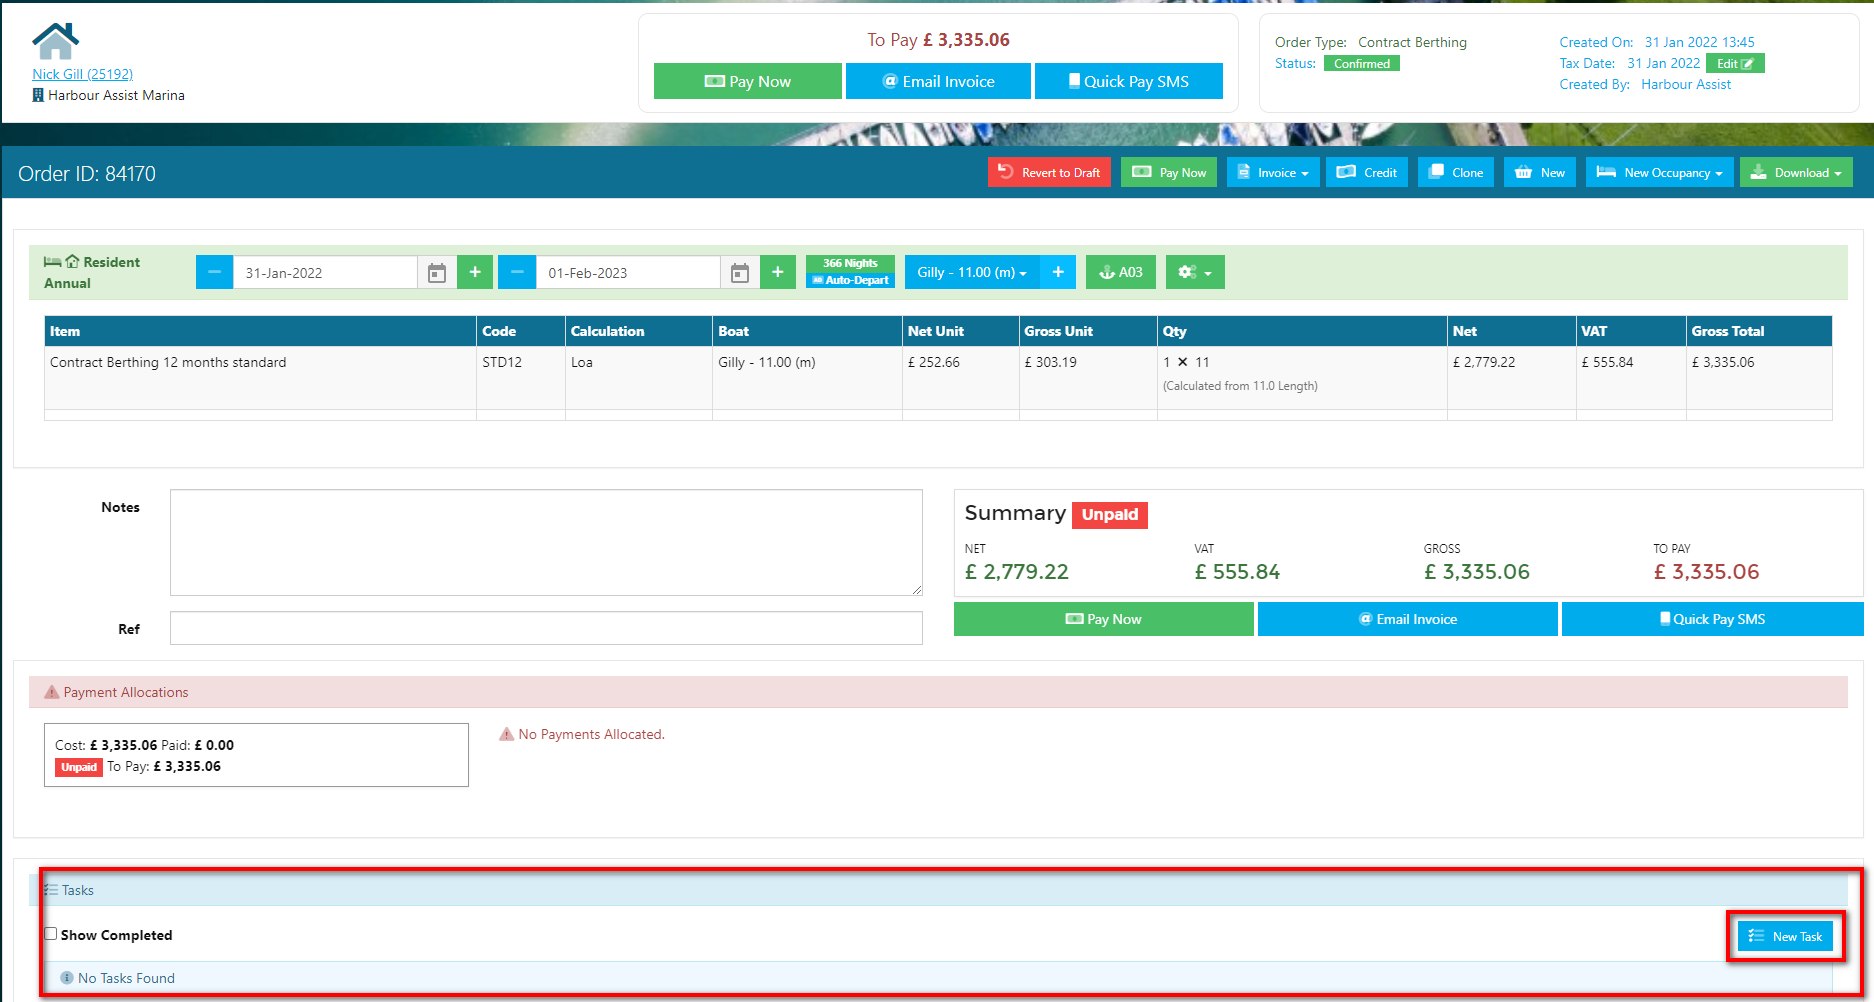 Nick Gill (25192)
Harbour Assist Marina
To Pay £ 3,335.06
Pay Now
@ Email Invoice
Quick Pay SMS
Order Type: Contract Berthing
Status: Confirmed
Created On: 31 Jan 2022 13:45
Tax Date: 31 Jan 2022 Edit
Created By: Harbour Assist
Order ID: 84170
Revert to Draft
Pay Now
Invoice
Credit
Clone
New
New Occupancy
Download
Resident
Annual
31-Jan-2022
+
01-Feb-2023
+
366 Nights
Auto-Depart
Gilly - 11.00 (m)
+
A03
Item Code Calculation Boat Net Unit Gross Unit Qty Net VAT Gross Total
Contract Berthing 12 months standard STD12 Loa Gilly - 11.00 (m) £ 252.66 £ 303.19 1 × 11 £ 2,779.22 £ 555.84 £ 3,335.06
(Calculated from 11.0 Length)
Notes
Ref
Summary Unpaid
NET VAT GROSS TO PAY
£ 2,779.22 £ 555.84 £ 3,335.06 £ 3,335.06
Pay Now
@ Email Invoice
Quick Pay SMS
Payment Allocations
Cost: £ 3,335.06 Paid: £ 0.00
Unpaid To Pay: £ 3,335.06
No Payments Allocated.
Tasks
Show Completed
New Task
No Tasks Found